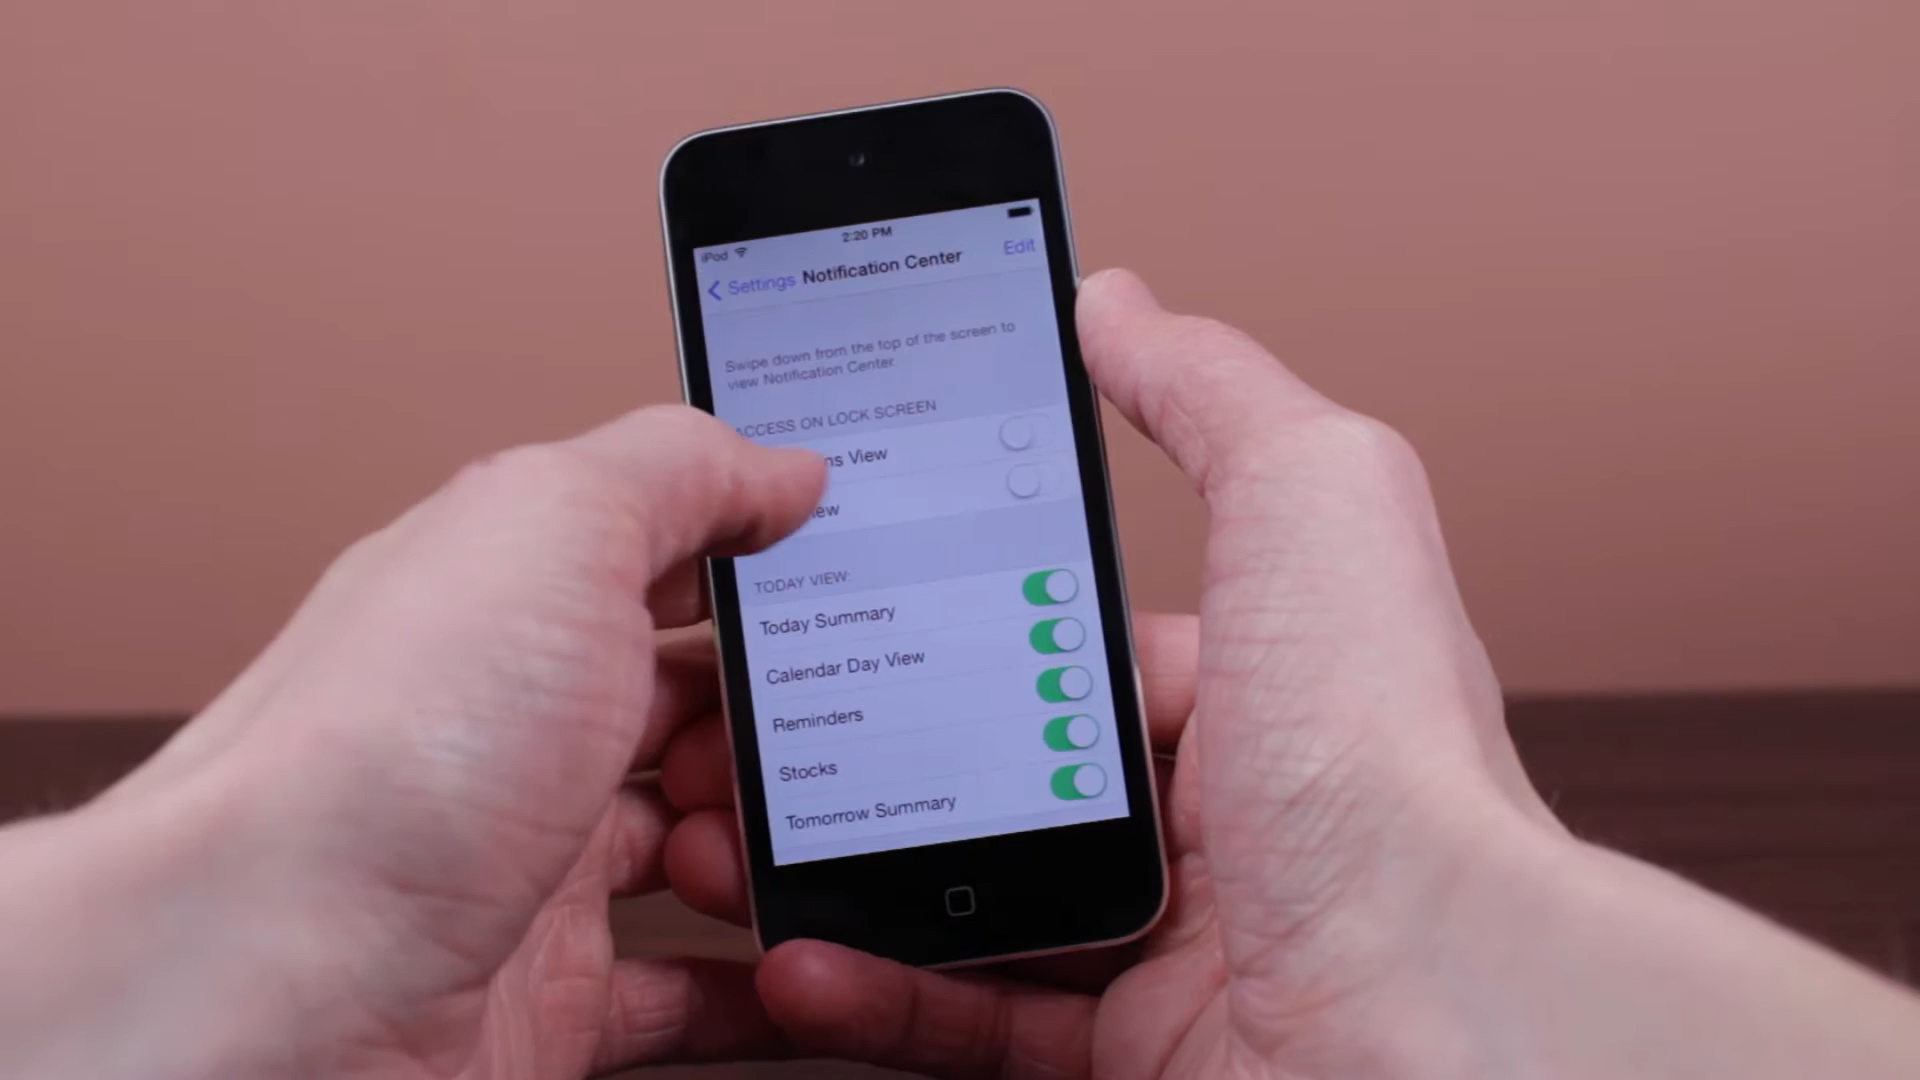 iPod 2:20 PM
Settings Notification Center Edit
Swipe down from the top of the screen to
view Notification Center
ACCESS ON LOCK SCREEN
View
TODAY VIEW:
Today Summary
Calendar Day View
Reminders
Stocks
Tomorrow Summary